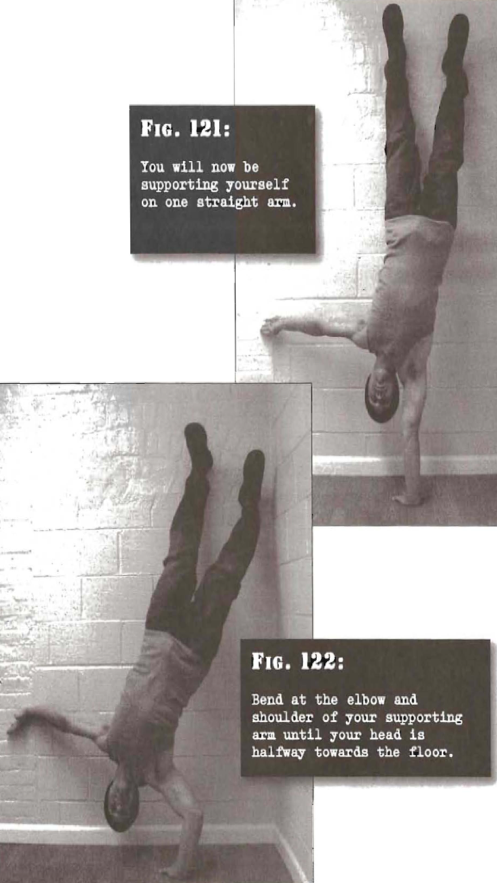 FIG. 121:
You will now be
supporting yourself
on one straight arm.
FIG. 122:
Bend at the elbow and
shoulder of your supporting
arm until your head is
halfway towards the floor.